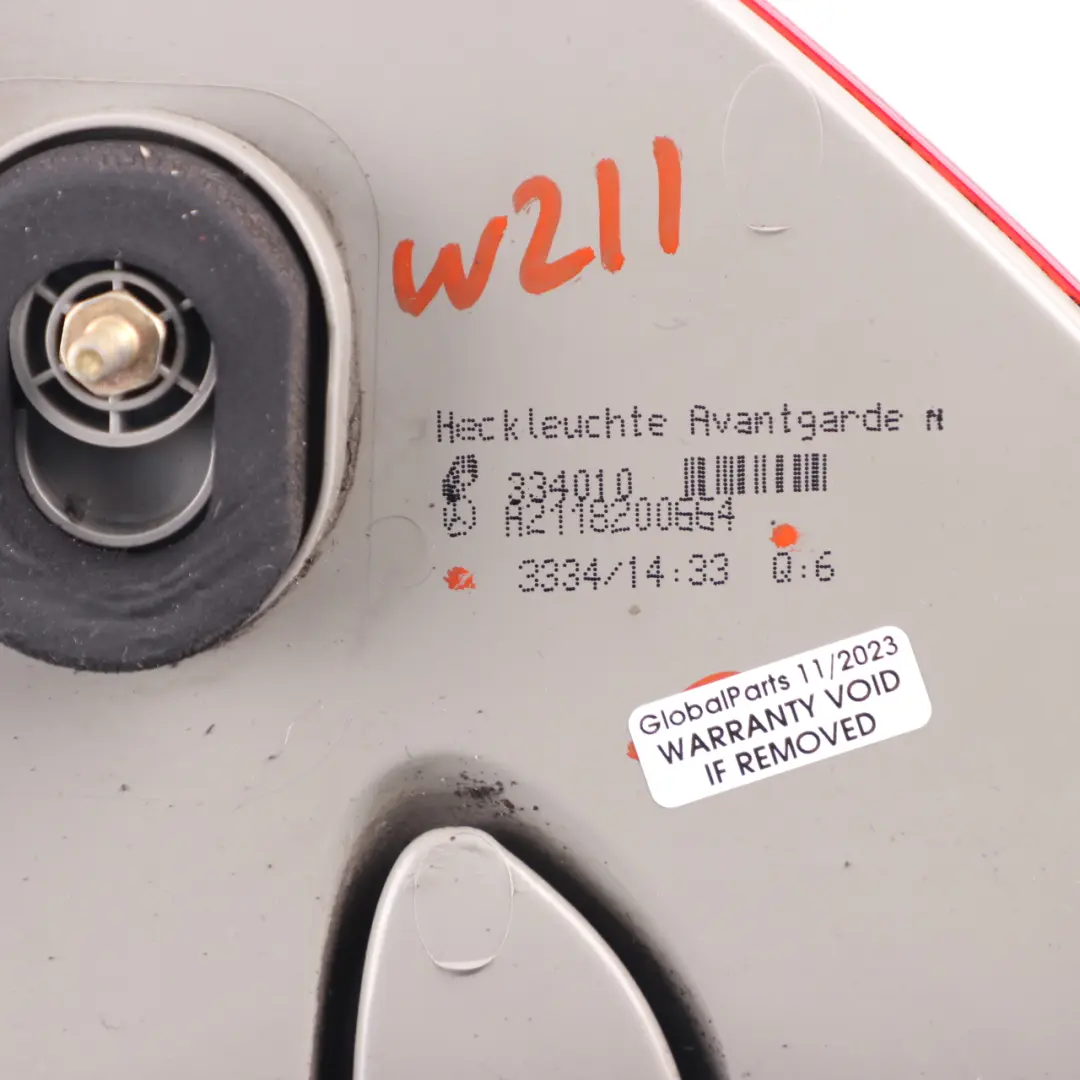 W211
Heckleuchte Avantgarde N
334010
A2118200664
3334/14:33 Q:6
GlobalParts 11/2023
WARRANTY VOID
IF REMOVED